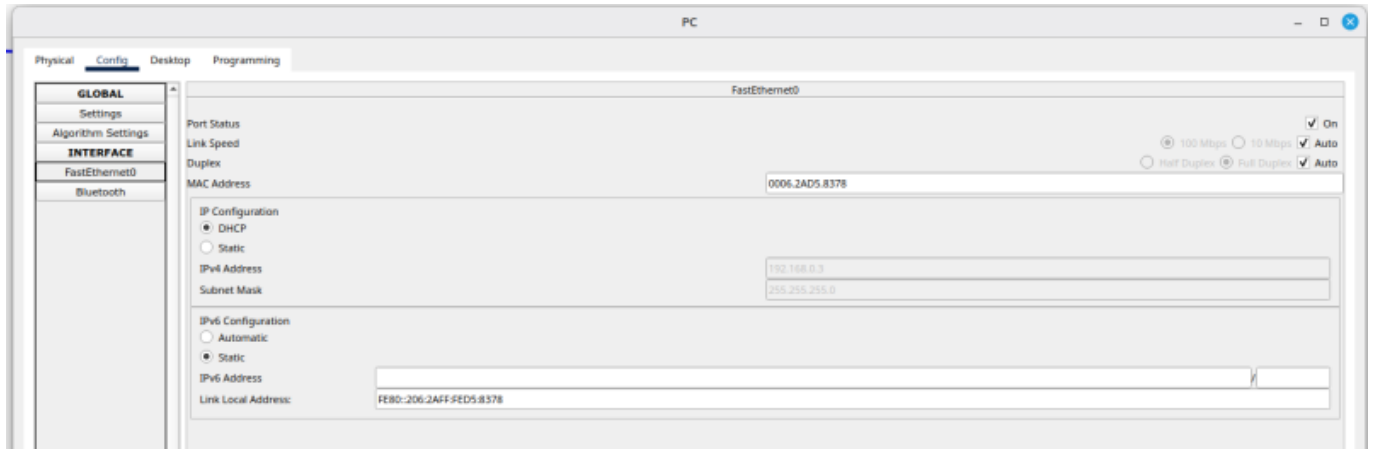 PC
Physical Config Desktop Programming
GLOBAL
Settings
Algorithm Settings
INTERFACE
FastEthernet0
Bluetooth
FastEthernet0
Port Status On
Link Speed 100 Mbps 10 Mbps Auto
Duplex Half Duplex Full Duplex Auto
MAC Address 0006.2AD5.8378
IP Configuration
DHCP
Static
IPv4 Address 192.168.0.3
Subnet Mask 255.255.255.0
IPv6 Configuration
Automatic
Static
IPv6 Address /
Link Local Address: FE80::206:2AFF:FED5:8378